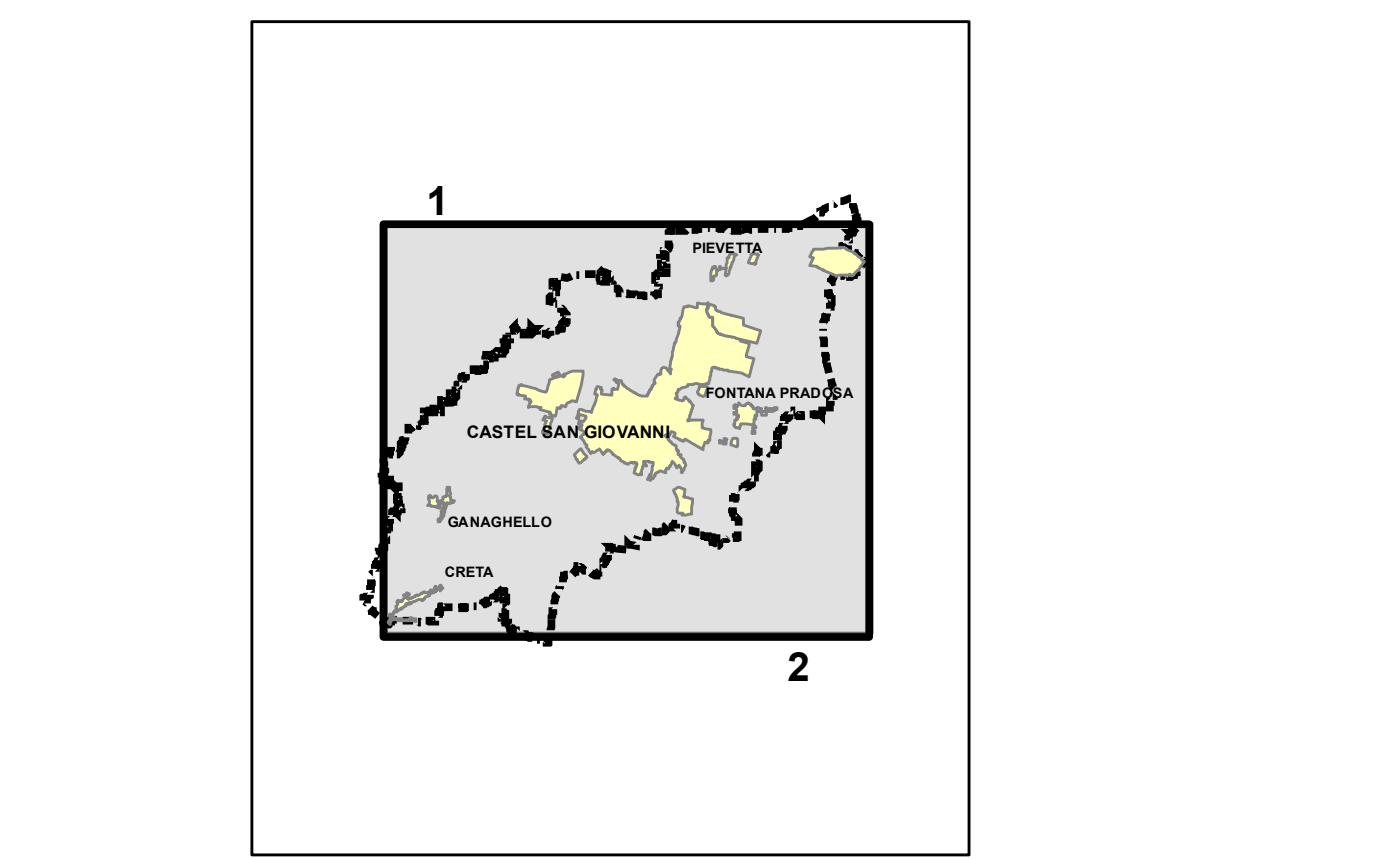 1
PIEVETTA
FONTANA PRADOSA
CASTEL SAN GIOVANNI
GANAGHELLO
CRETA
2